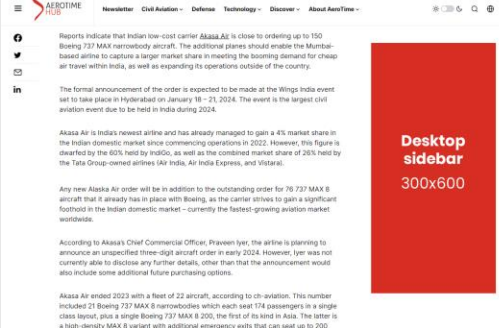 AEROTIME
HUB
Newsletter Civil Aviation Defense Technology Discover About AeroTime
Reports indicate that Indian low-cost carrier Akasa Air is close to ordering up to 150
Boeing 737 MAX narrowbody aircraft. The additional planes should enable the Mumbai-
based airline to capture a larger market share in meeting the booming demand for cheap
air travel within India, as well as expanding its operations outside of the country.
The formal announcement of the order is expected to be made at the Wings India event
set to take place in Hyderabad on January 18 – 21, 2024. The event is the largest civil
aviation event due to be held in India during 2024.
Akasa Air is India's newest airline and has already managed to gain a 4% market share in
the Indian domestic market since commencing operations in 2022. However, this figure is
dwarfed by the 60% held by IndiGo, as well as the combined market share of 26% held by
the Tata Group-owned airlines (Air India, Air India Express, and Vistara).
Any new Alaska Air order will be in addition to the outstanding order for 76 737 MAX 8
aircraft that it already has in place with Boeing, as the carrier strives to gain a significant
foothold in the Indian domestic market – currently the fastest-growing aviation market
worldwide.
According to Akasa's Chief Commercial Officer, Praveen Iyer, the airline is planning to
announce an unspecified three-digit aircraft order in early 2024. However, Iyer was not
currently able to disclose any further details, other than that the announcement would
also include some additional future purchasing options.
Akasa Air ended 2023 with a fleet of 22 aircraft, according to ch-aviation. This number
included 21 Boeing 737 MAX 8 narrowbodies which each seat 174 passengers in a single
class layout, plus a single Boeing 737 MAX 8 200, the first of its kind in Asia. The latter is
a high-density MAX 8 variant with additional emergency exits that can seat up to 200
Desktop
sidebar
300x600